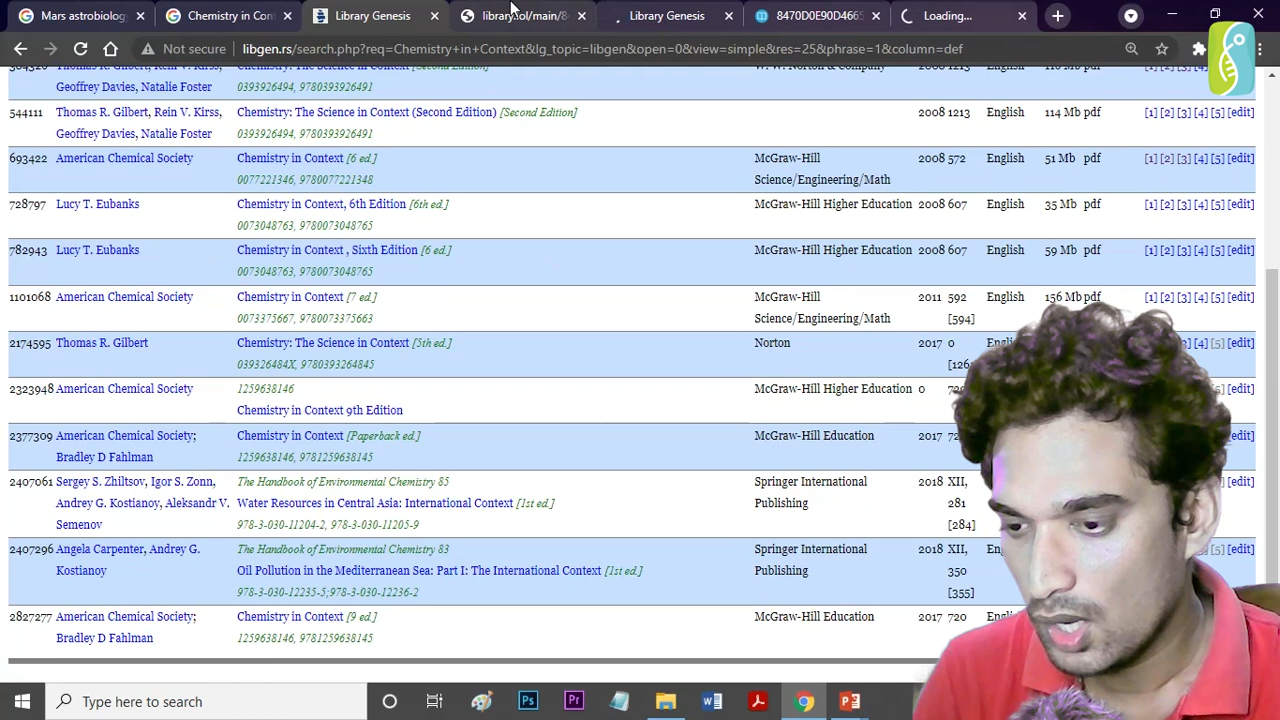 Mars astrobiology
Chemistry in Con
Library Genesis
library.lol/main/8
Library Genesis
8470D0E90D4665
Loading...
Not secure
libgen.rs/search.php?req=Chemistry+in+Context&lg_topic=libgen&open=0&view=simple&res=25&phrase=1&column=def
Geoffrey Davies, Natalie Foster 0393926494, 9780393926491
544111 Thomas R. Gilbert, Rein V. Kirss, Chemistry: The Science in Context (Second Edition) [Second Edition] 2008 1213 English 114 Mb pdf [1] [2] [3] [4] [5] [edit]
Geoffrey Davies, Natalie Foster 0393926494, 9780393926491
693422 American Chemical Society Chemistry in Context [6 ed.] McGraw-Hill 2008 572 English 51 Mb pdf [1] [2] [3] [4] [5] [edit]
0077221346, 9780077221348 Science/Engineering/Math
728797 Lucy T. Eubanks Chemistry in Context, 6th Edition [6th ed.] McGraw-Hill Higher Education 2008 607 English 35 Mb pdf [1] [2] [3] [4] [5] [edit]
0073048763, 9780073048765
782943 Lucy T. Eubanks Chemistry in Context , Sixth Edition [6 ed.] McGraw-Hill Higher Education 2008 607 English 59 Mb pdf [1] [2] [3] [4] [5] [edit]
0073048763, 9780073048765
1101068 American Chemical Society Chemistry in Context [7 ed.] McGraw-Hill 2011 592 English 156 Mb pdf [1] [2] [3] [4] [5] [edit]
0073375667, 9780073375663 Science/Engineering/Math [594]
2174595 Thomas R. Gilbert Chemistry: The Science in Context [5th ed.] Norton 2017 0 [4] [5] [edit]
039326484X, 9780393264845
2323948 American Chemical Society 1259638146 McGraw-Hill Higher Education 0 [edit]
Chemistry in Context 9th Edition
2377309 American Chemical Society; Chemistry in Context [Paperback ed.] McGraw-Hill Education 2017 [edit]
Bradley D Fahlman 1259638146, 9781259638145
2407061 Sergey S. Zhiltsov, Igor S. Zonn, The Handbook of Environmental Chemistry 85 Springer International 2018 XII, [edit]
Andrey G. Kostianoy, Aleksandr V. Water Resources in Central Asia: International Context [1st ed.] Publishing 281
Semenov 978-3-030-11204-2, 978-3-030-11205-9 [284]
2407296 Angela Carpenter, Andrey G. The Handbook of Environmental Chemistry 83 Springer International 2018 XII, [5] [edit]
Kostianoy Oil Pollution in the Mediterranean Sea: Part I: The International Context [1st ed.] Publishing 350
978-3-030-12235-5;978-3-030-12236-2 [355]
2827277 American Chemical Society; Chemistry in Context [9 ed.] McGraw-Hill Education 2017 720 [edit]
Bradley D Fahlman 1259638146, 9781259638145
Type here to search
Ps
Pr